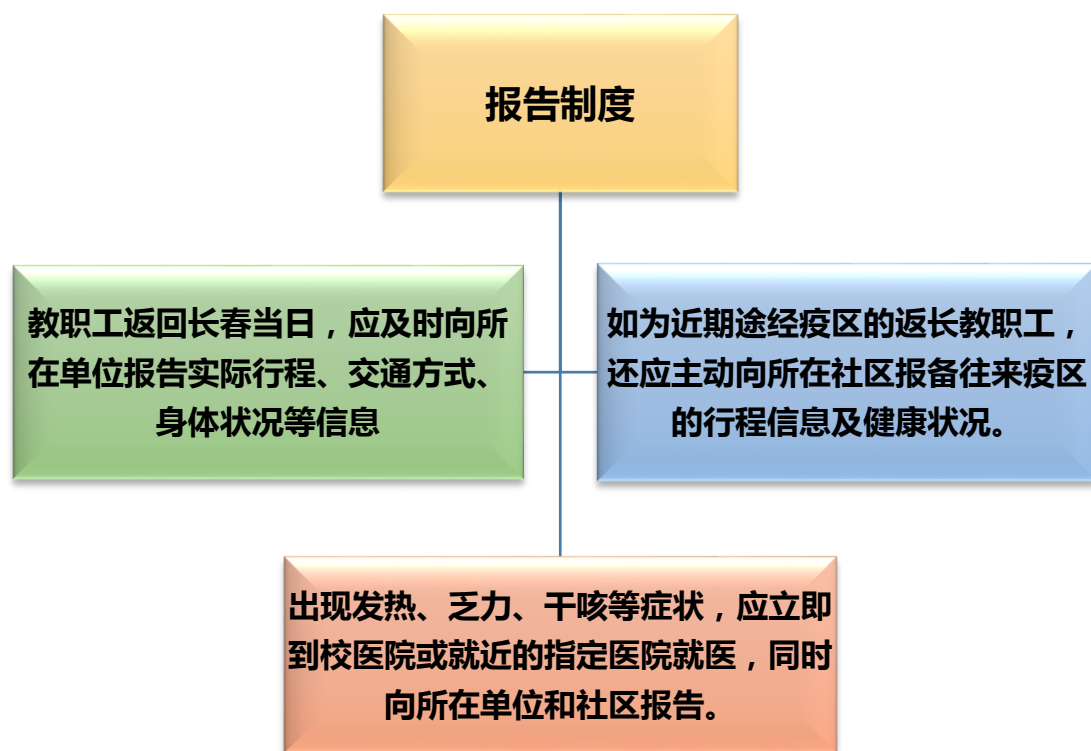 报告制度
教职工返回长春当日，应及时向所
在单位报告实际行程、交通方式、
身体状况等信息
如为近期途经疫区的返长教职工，
还应主动向所在社区报备往来疫区
的行程信息及健康状况。
出现发热、乏力、干咳等症状，应立即
到校医院或就近的指定医院就医，同时
向所在单位和社区报告。